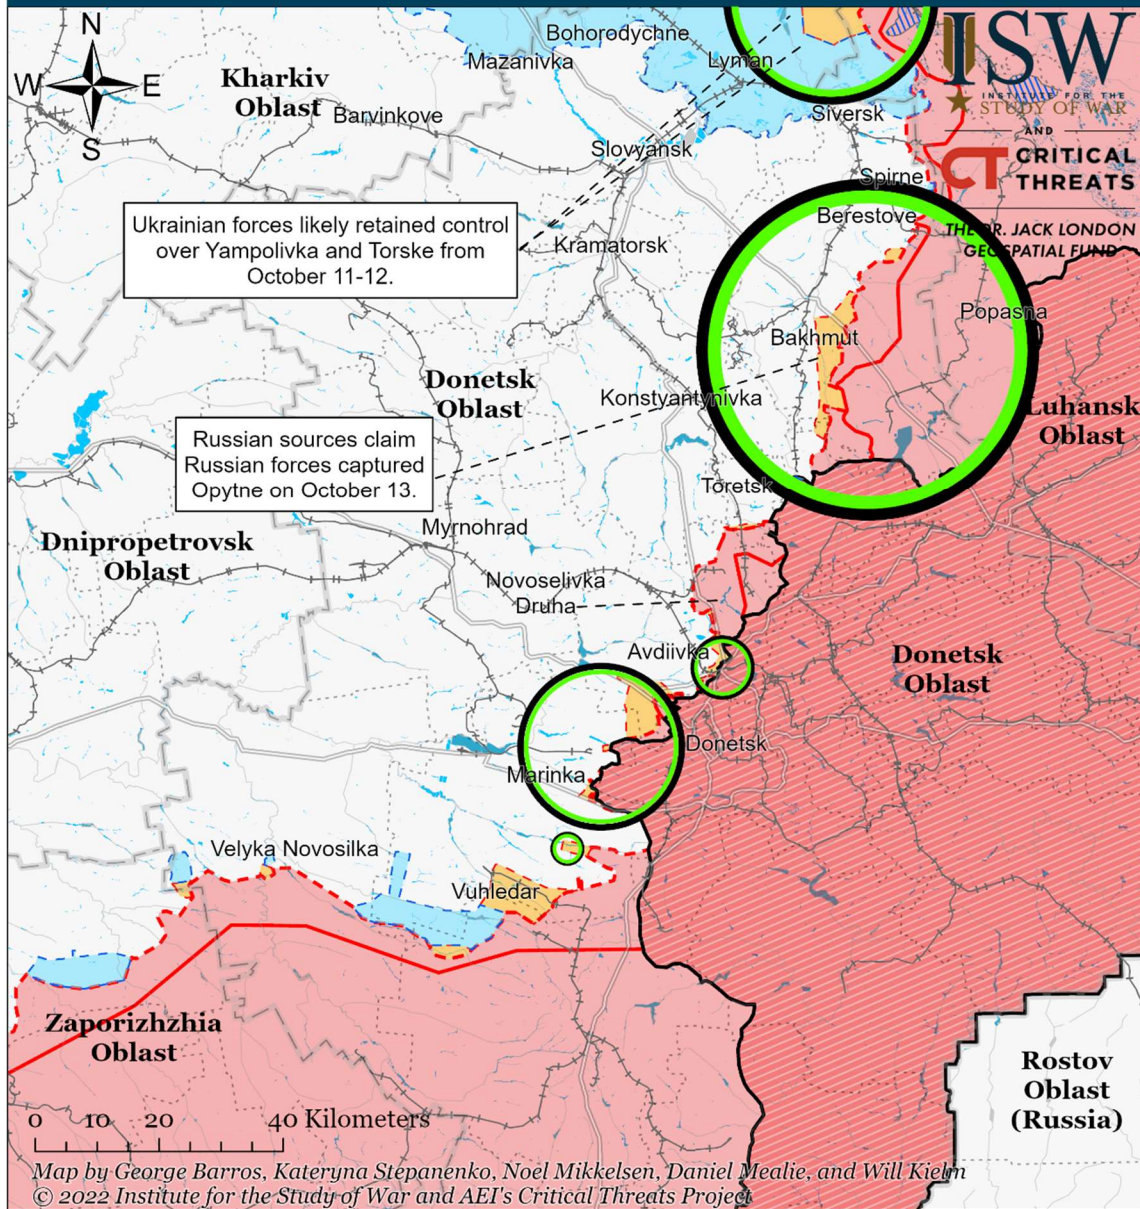 N
W
E
S
Kharkiv
Oblast
Bohorodychne
Mazanivka
Lyman
Barvinkove
Siversk
Slovyansk
ISW
INSTITUTE FOR THE
STUDY OF WAR
AND
CT CRITICAL
THREATS
THE DR. JACK LONDON
GEOSPATIAL FUND
Spirne
Berestove
Ukrainian forces likely retained control
over Yampolivka and Torske from
October 11-12.
Kramatorsk
Popasna
Bakhmut
Donetsk
Oblast
Konstyantynivka
Luhansk
Oblast
Russian sources claim
Russian forces captured
Opytne on October 13.
Toretsk
Myrnohrad
Dnipropetrovsk
Oblast
Novoselivka
Druha
Avdiivka
Donetsk
Oblast
Donetsk
Marinka
Velyka Novosilka
Vuhledar
Zaporizhzhia
Oblast
Rostov
Oblast
(Russia)
0 10 20 40 Kilometers
Map by George Barros, Kateryna Stepanenko, Noel Mikkelsen, Daniel Mealie, and Will Kielm
© 2022 Institute for the Study of War and AEI's Critical Threats Project